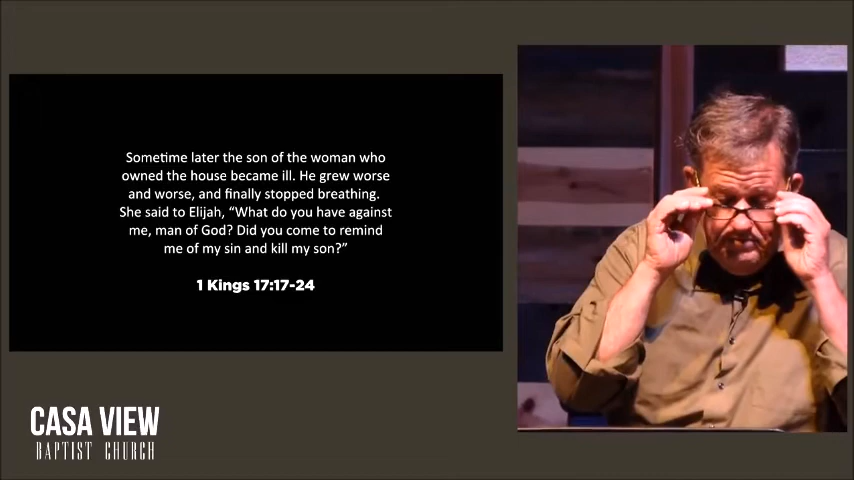 Sometime later the son of the woman who
owned the house became ill. He grew worse
and worse, and finally stopped breathing.
She said to Elijah, “What do you have against
me, man of God? Did you come to remind
me of my sin and kill my son?”
1 Kings 17:17-24
CASA VIEW
BAPTIST CHURCH